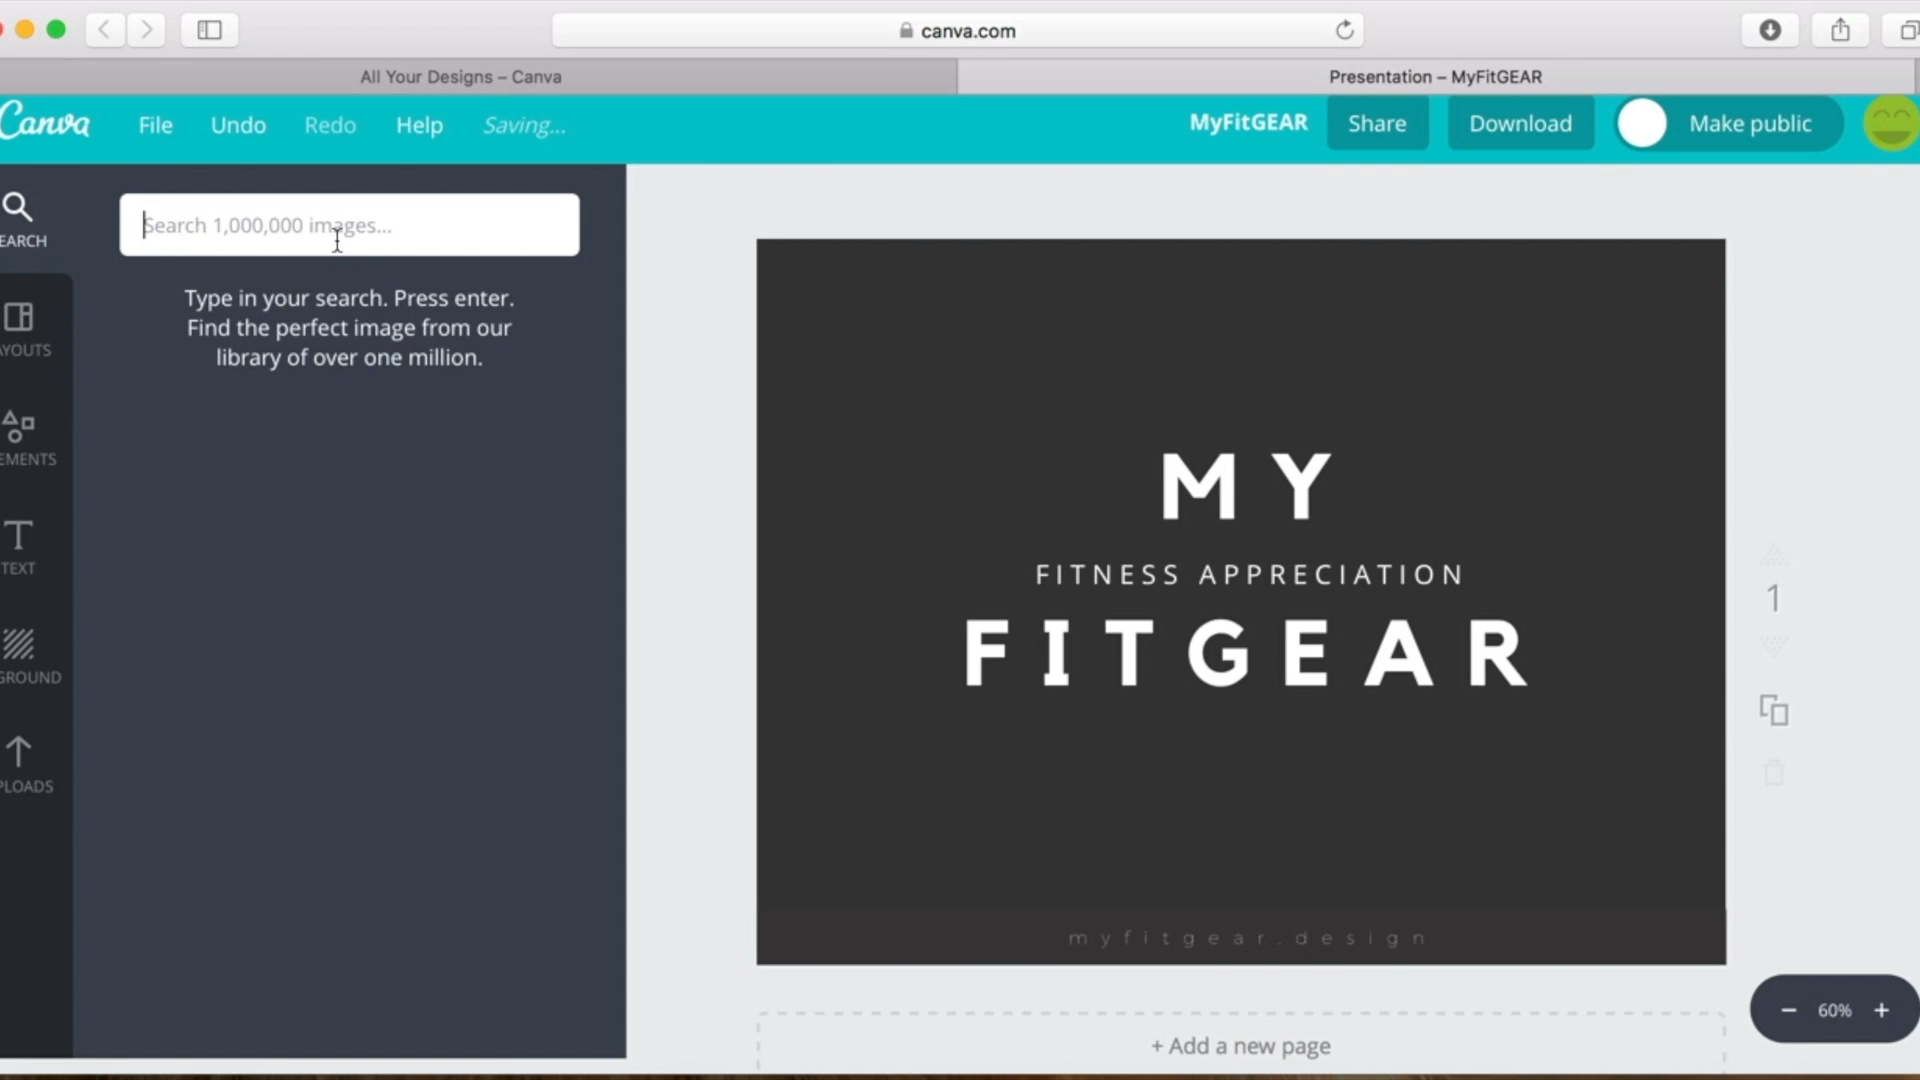 canva.com
All Your Designs – Canva
Presentation – MyFitGEAR
Canva
File
Undo
Redo
Help
Saving...
MyFitGEAR
Share
Download
Make public
EARCH
Search 1,000,000 images...
Type in your search. Press enter.
Find the perfect image from our
library of over one million.
AYOUTS
EMENTS
TEXT
GROUND
PLOADS
MY
FITNESS APPRECIATION
FITGEAR
myfitgear.design
1
+ Add a new page
60%